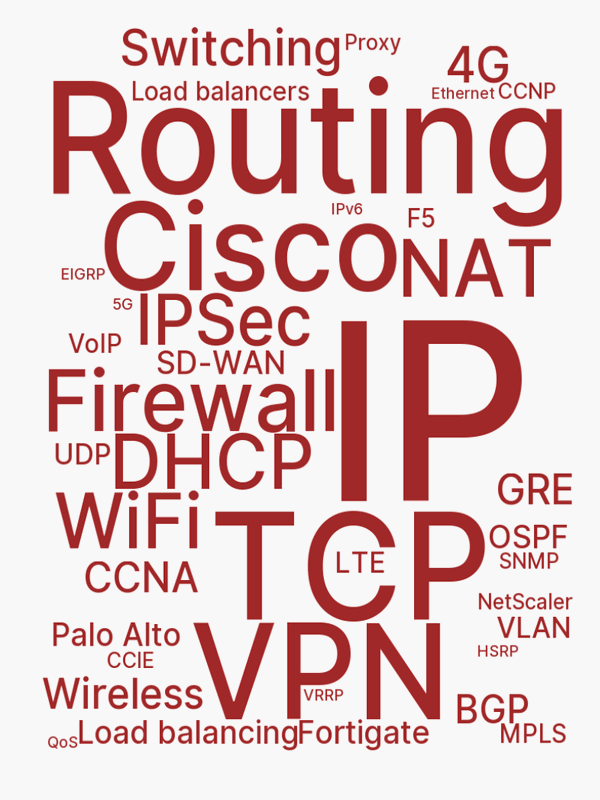 Switching
Proxy
4G
Load balancers
Ethernet
CCNP
Routing
IPv6
F5
Cisco
NAT
EIGRP
5G
IPSec
VoIP
SD-WAN
IP
Firewall
UDP
DHCP
GRE
WiFi
TCP
OSPF
LTE
SNMP
CCNA
NetScaler
VLAN
Palo Alto
HSRP
CCIE
VPN
Wireless
VRRP
BGP
QoS
Load balancing
Fortigate
MPLS